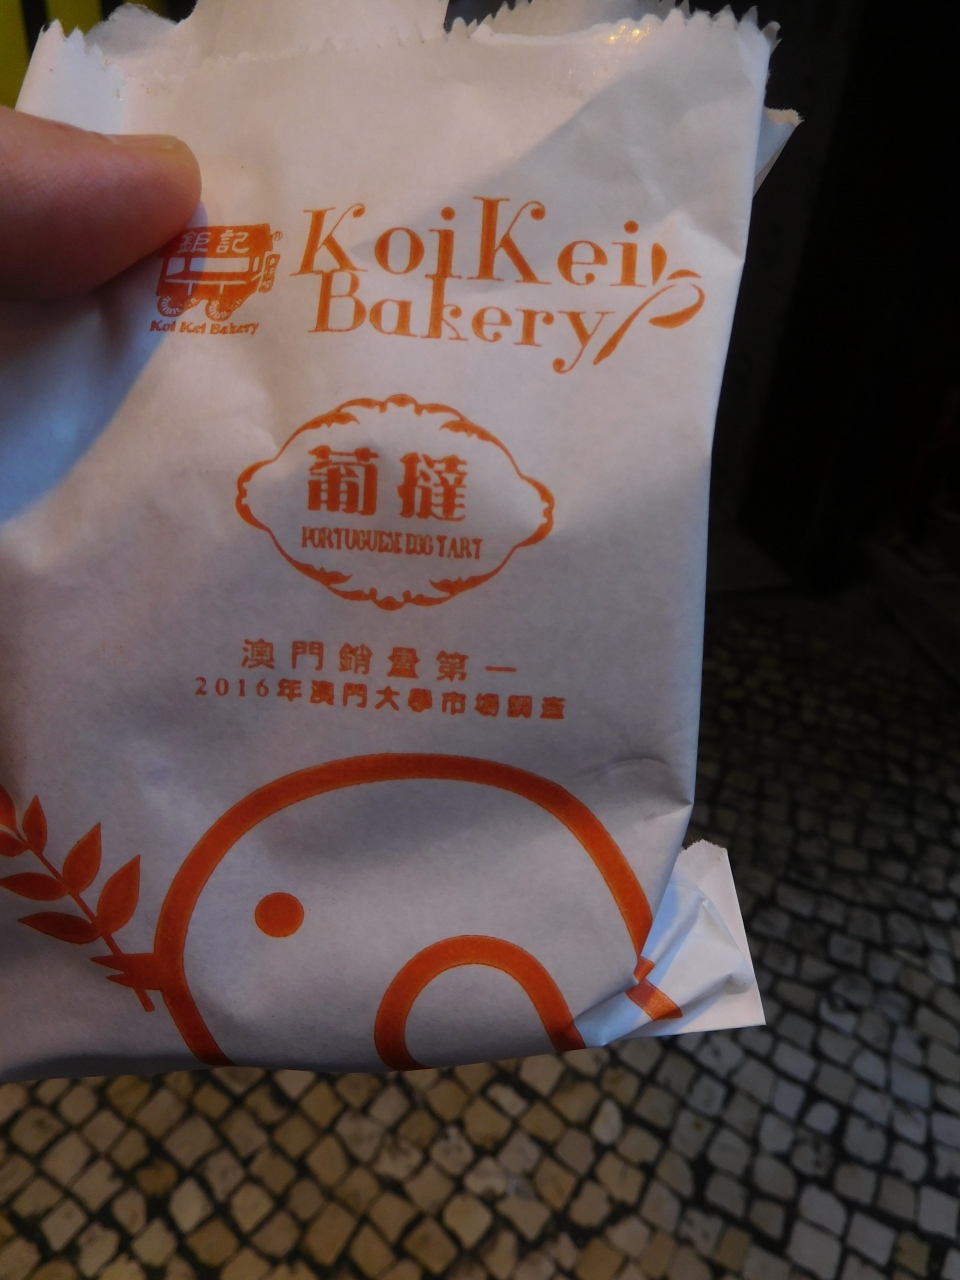 鉅記
Koi Kei Bakery
KoiKei
Bakery
葡撻
PORTUGUESE EGG TART
澳門銷量第一
2016年澳門大學市場調查